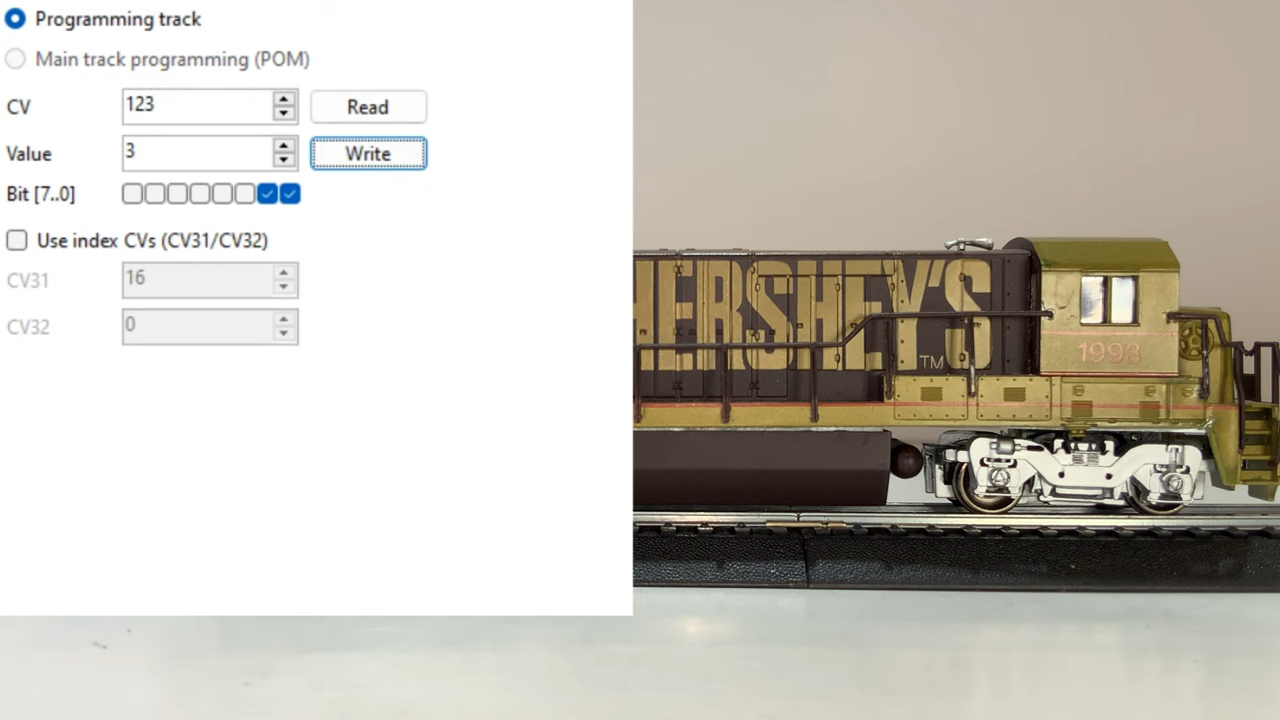 Programming track
Main track programming (POM)
CV 123 Read
Value 3 Write
Bit [7..0]
Use index CVs (CV31/CV32)
CV31 16
CV32 0
HERSHEY'S
TM
1993